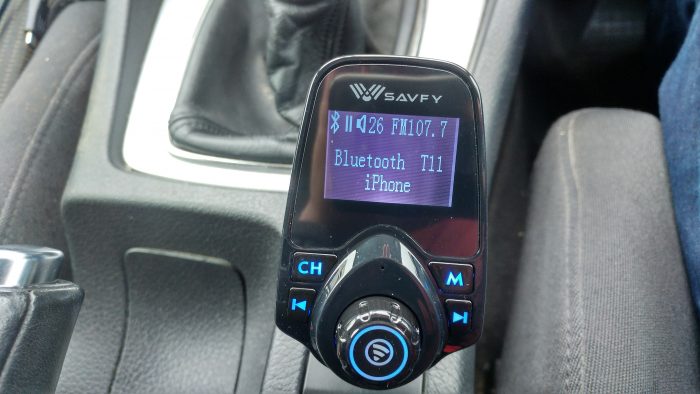 SAVFY
26 FM107.7
Bluetooth T11
iPhone
CH
M